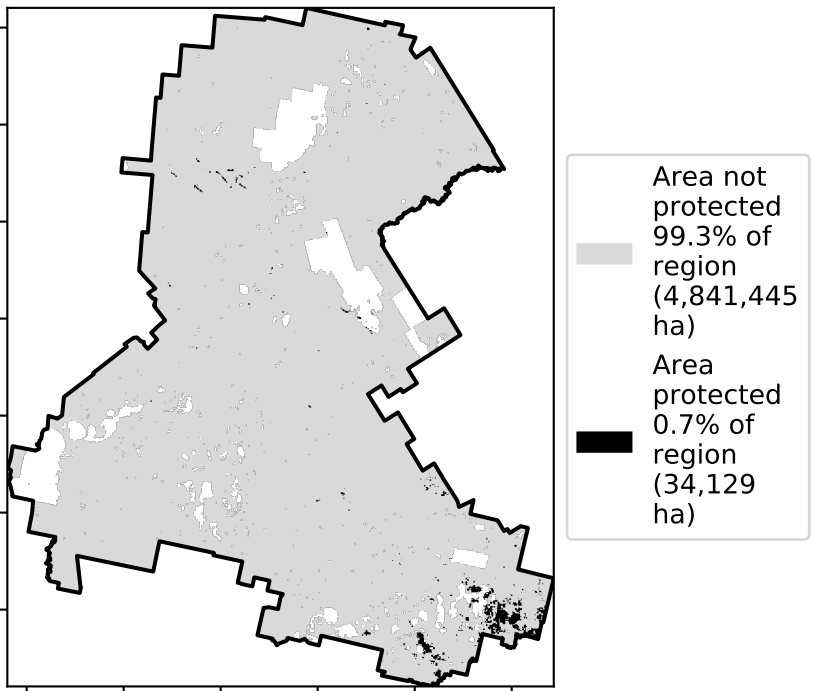 Area not
protected
99.3% of
region
(4,841,445
ha)
Area
protected
0.7% of
region
(34,129
ha)